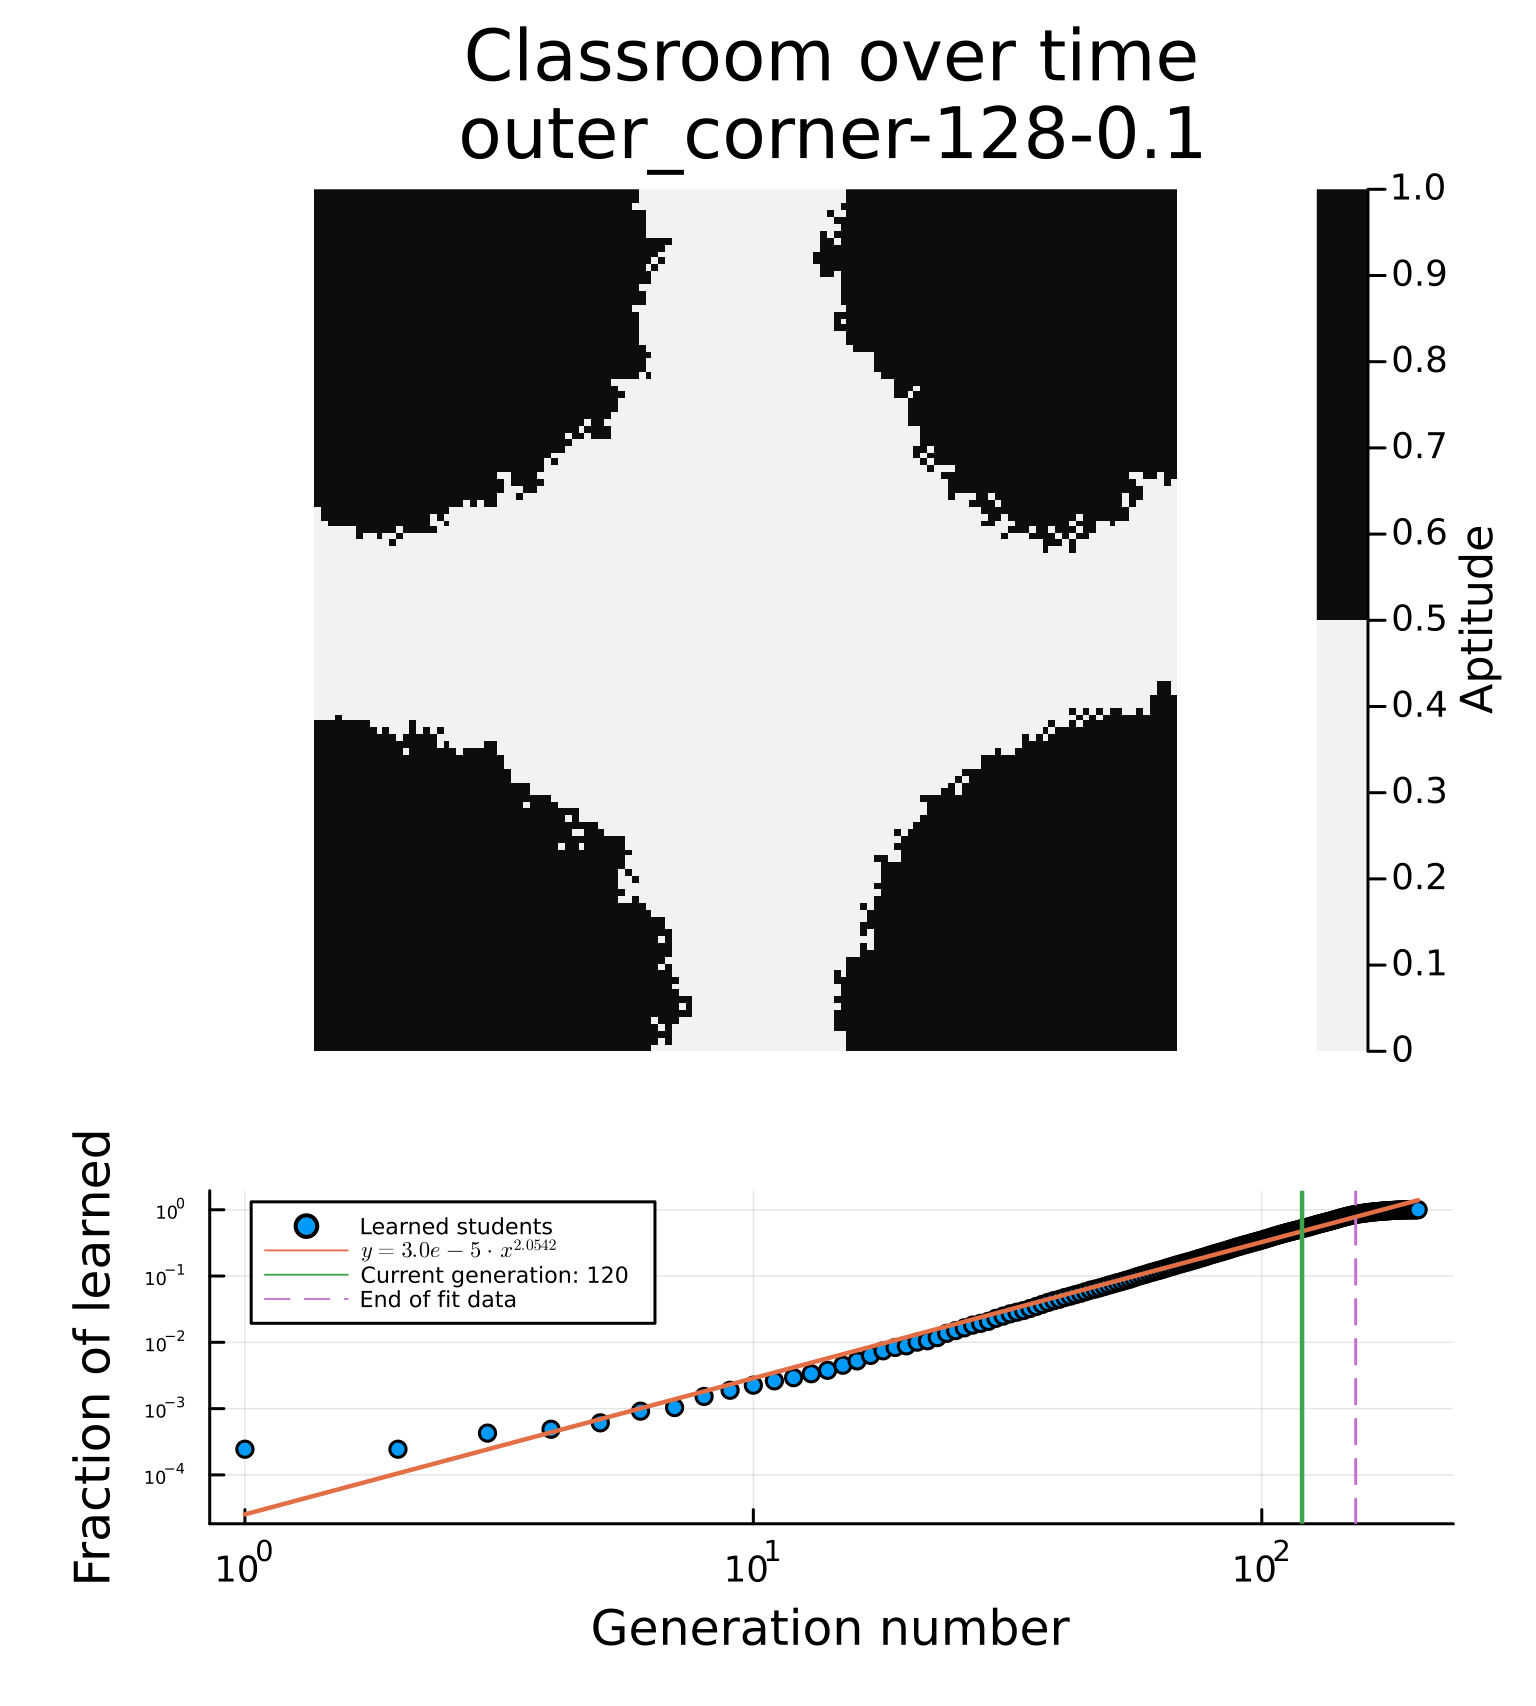 Classroom over time
outer_corner-128-0.1
1.0
0.9
0.8
0.7
0.6
0.5
0.4
0.3
0.2
0.1
0
Aptitude
Fraction of learned
10⁰
10⁻¹
10⁻²
10⁻³
10⁻⁴
Learned students
y = 3.0e − 5 · x^2.0542
Current generation: 120
End of fit data
10⁰ 10¹ 10²
Generation number